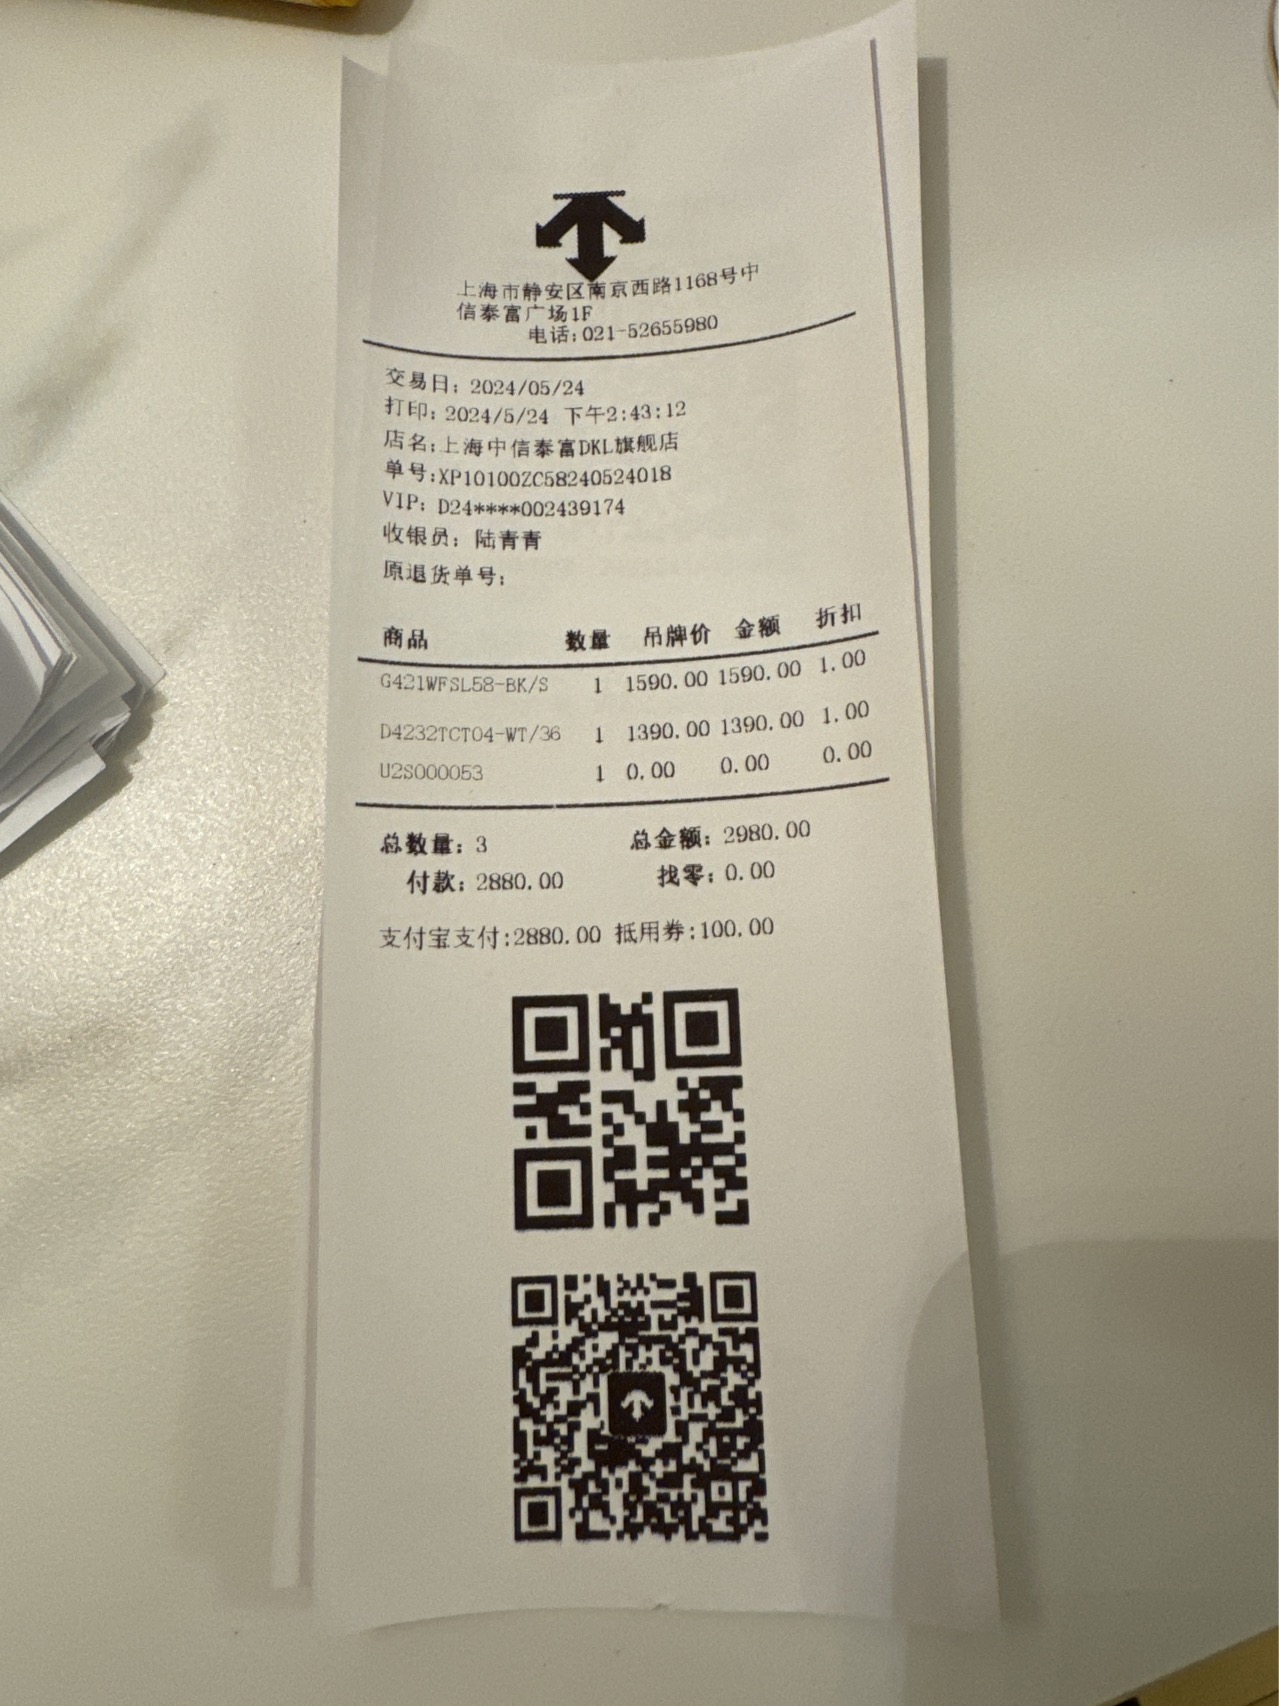 上海市静安区南京西路1168号中
信泰富广场1F
电话:021-52655980
交易日: 2024/05/24
打印: 2024/5/24 下午2:43:12
店名:上海中信泰富DKL旗舰店
单号:XP10100ZC58240524018
VIP: D24****002439174
收银员: 陆青青
原退货单号:
商品 数量 吊牌价 金额 折扣
G421WFSL58-BK/S 1 1590.00 1590.00 1.00
D4232TCT04-WT/36 1 1390.00 1390.00 1.00
U2S000053 1 0.00 0.00 0.00
总数量: 3 总金额: 2980.00
付款: 2880.00 找零: 0.00
支付宝支付:2880.00 抵用券:100.00